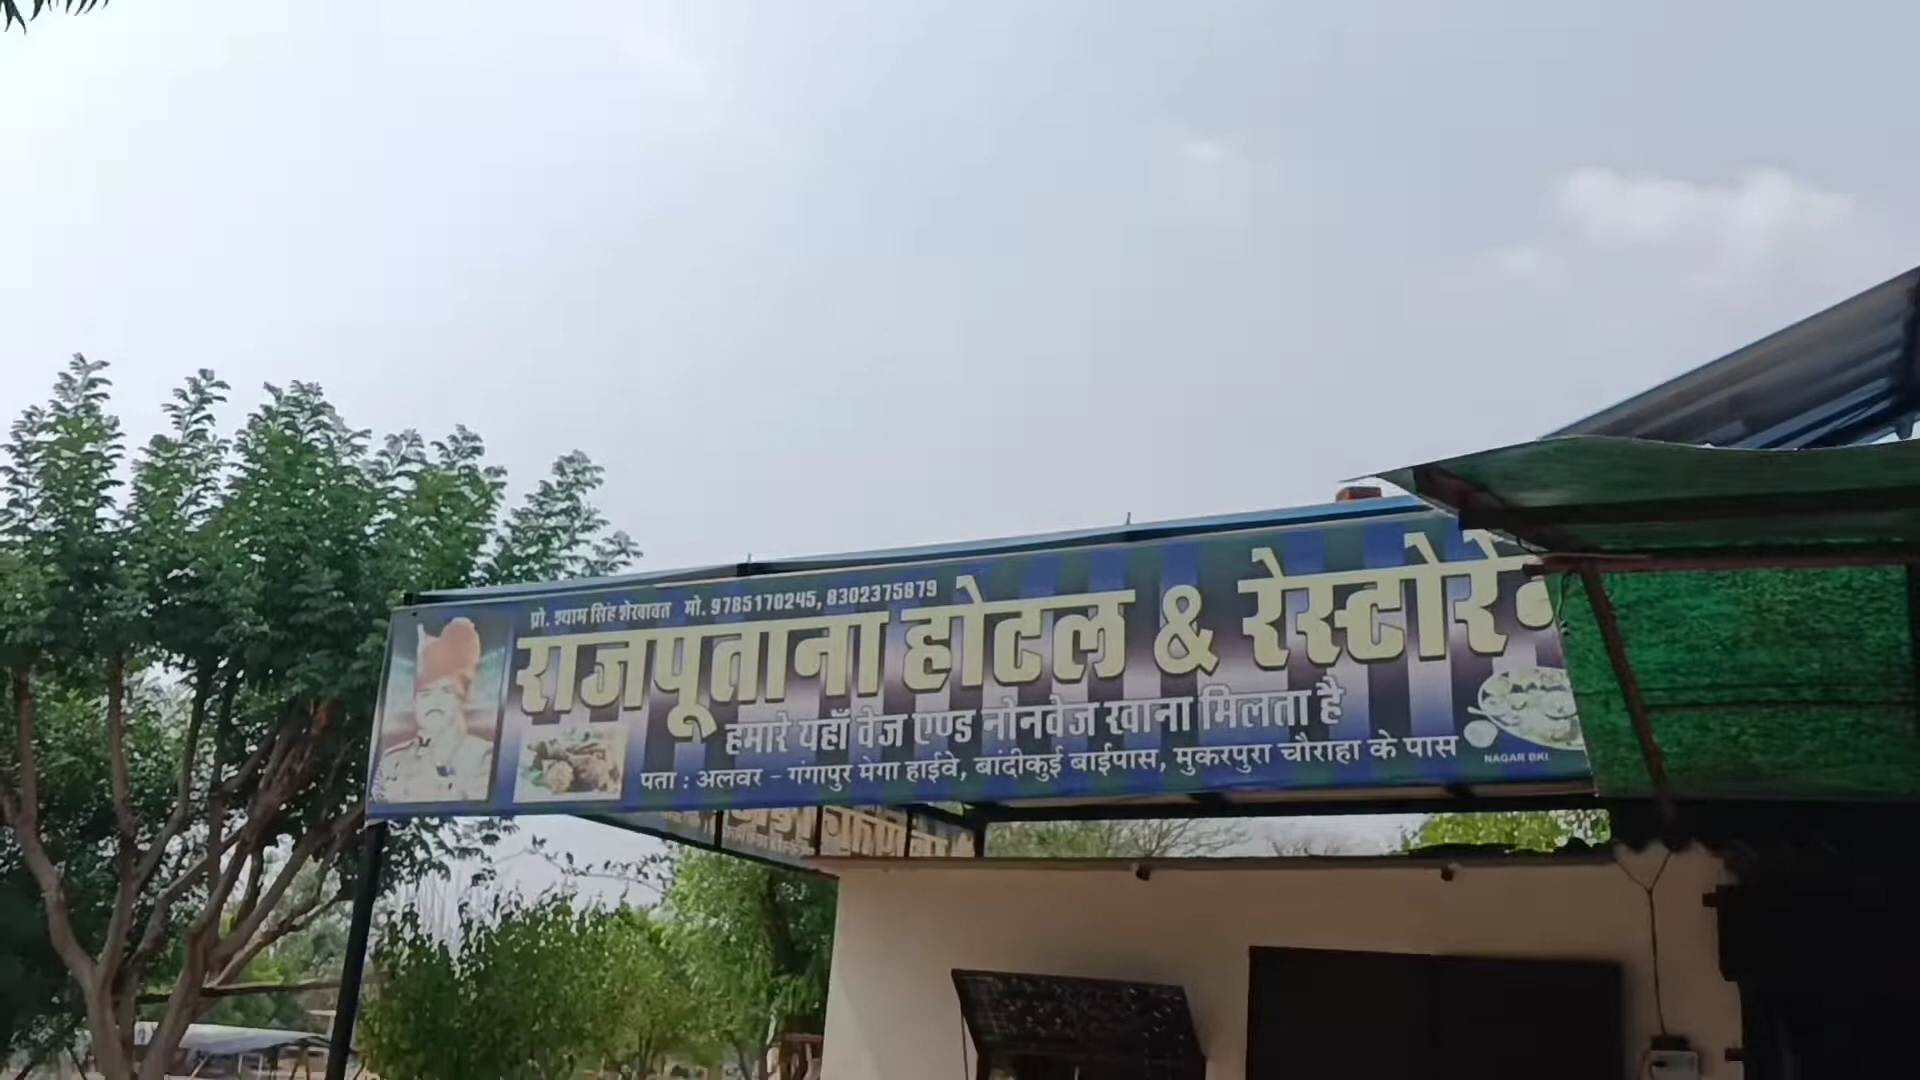 प्रो. श्याम सिंह शेखावत मो. 9785170245, 8302375879
राजपूताना होटल & रेस्टोरे
हमारे यहाँ वेज एण्ड नोनवेज खाना मिलता है
पता : अलवर - गंगापुर मेगा हाईवे, बांदीकुई बाईपास, मुकरपुरा चौराहा के पास
NAGAR BKI.